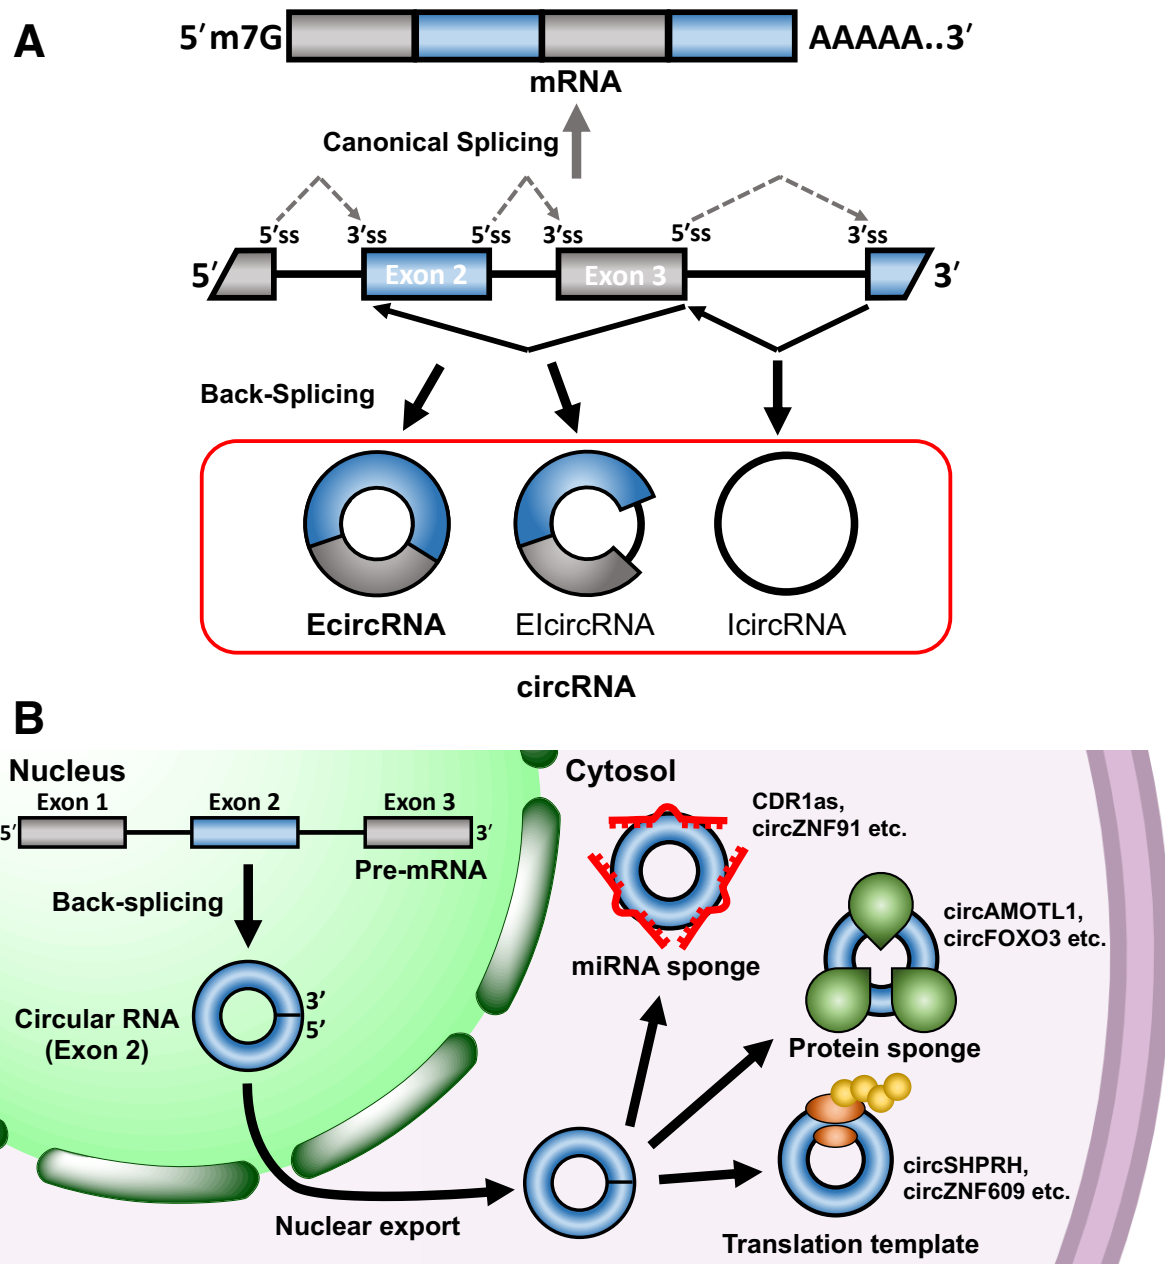 A
5′m7G
AAAAA..3′
mRNA
Canonical Splicing
5′ss 3′ss 5′ss 3′ss 5′ss 3′ss
5′ Exon 2 Exon 3 3′
Back-Splicing
EcircRNA EIcircRNA IcircRNA
circRNA
B
Nucleus
Exon 1 Exon 2 Exon 3
5′ 3′
Pre-mRNA
Back-splicing
3′
5′
Circular RNA
(Exon 2)
Nuclear export
Cytosol
CDR1as,
circZNF91 etc.
miRNA sponge
circAMOTL1,
circFOXO3 etc.
Protein sponge
circSHPRH,
circZNF609 etc.
Translation template